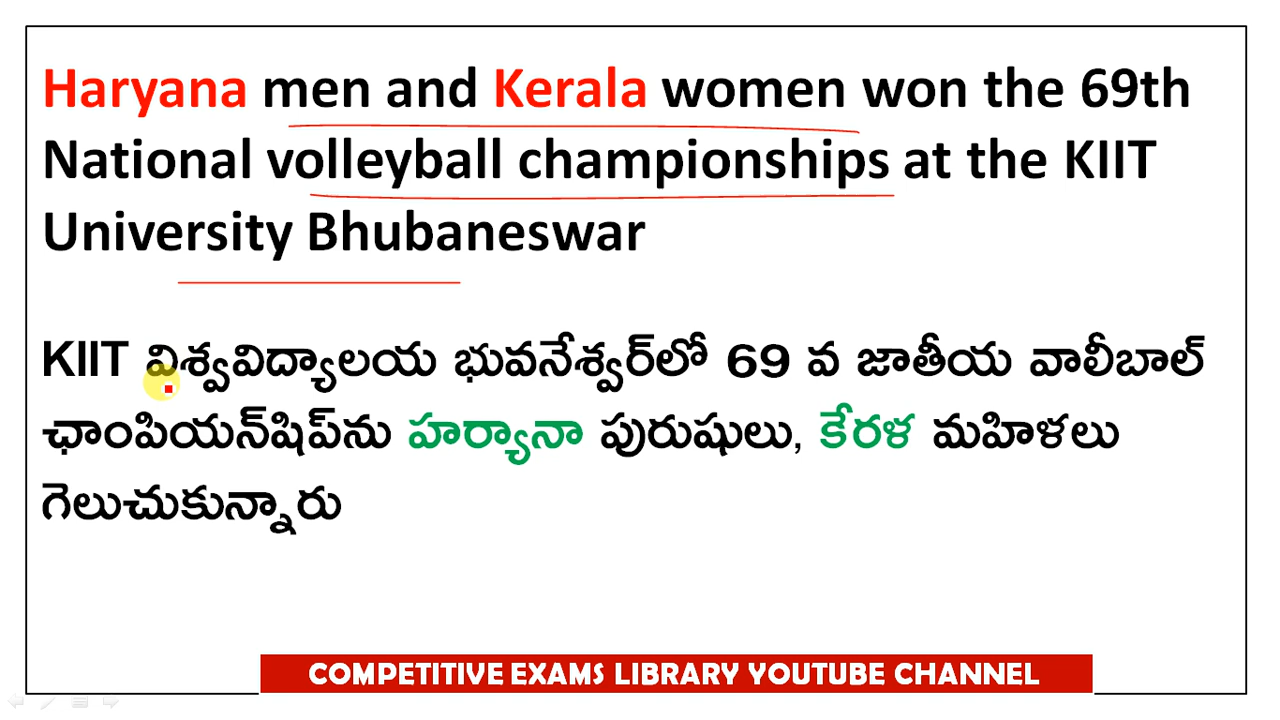 Haryana men and Kerala women won the 69th
National volleyball championships at the KIIT
University Bhubaneswar
KIIT విశ్వవిద్యాలయ భువనేశ్వర్‌లో 69 వ జాతీయ వాలీబాల్
ఛాంపియన్‌షిప్‌ను హర్యానా పురుషులు, కేరళ మహిళలు
గెలుచుకున్నారు
COMPETITIVE EXAMS LIBRARY YOUTUBE CHANNEL